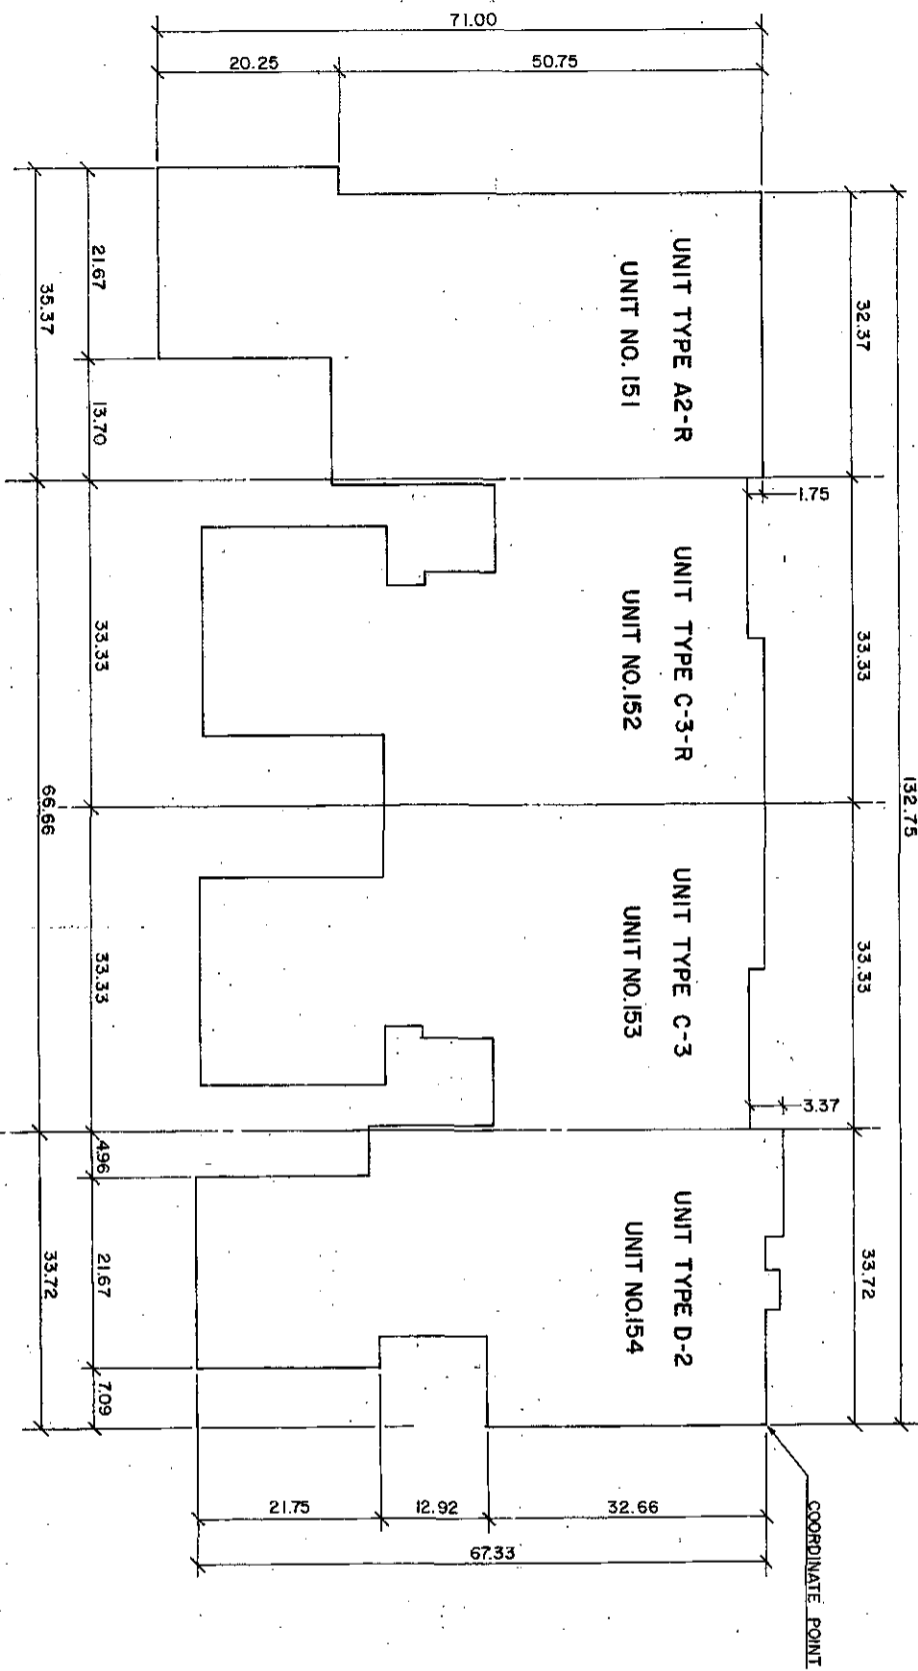 71.00
20.25
50.75
132.75
32.37
33.33
33.33
33.72
1.75
3.37
UNIT TYPE A2-R
UNIT NO. 151
UNIT TYPE C-3-R
UNIT NO.152
UNIT TYPE C-3
UNIT NO.153
UNIT TYPE D-2
UNIT NO.154
21.67
13.70
33.33
33.33
4.96
21.67
7.09
35.37
66.66
33.72
21.75
12.92
32.66
67.33
COORDINATE POINT